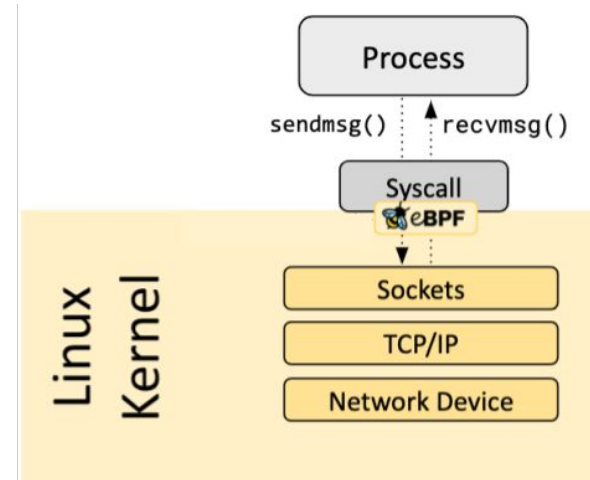 Process
sendmsg() recvmsg()
Syscall
eBPF
Sockets
TCP/IP
Network Device
Linux
Kernel